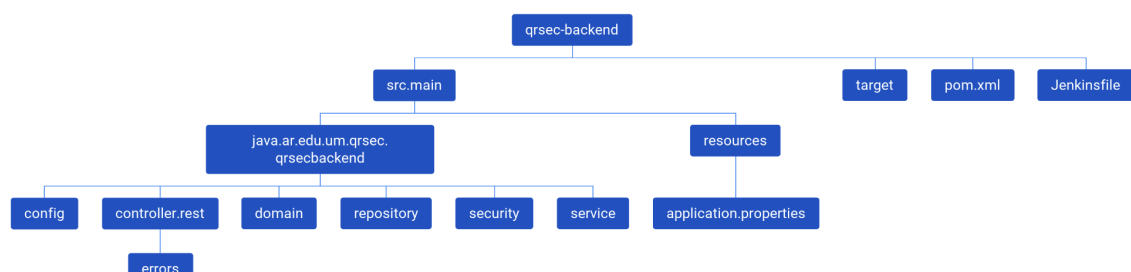 qrsec-backend
src.main
target
pom.xml
Jenkinsfile
java.ar.edu.um.qrsec.
qrsecbackend
resources
config
controller.rest
domain
repository
security
service
application.properties
errors